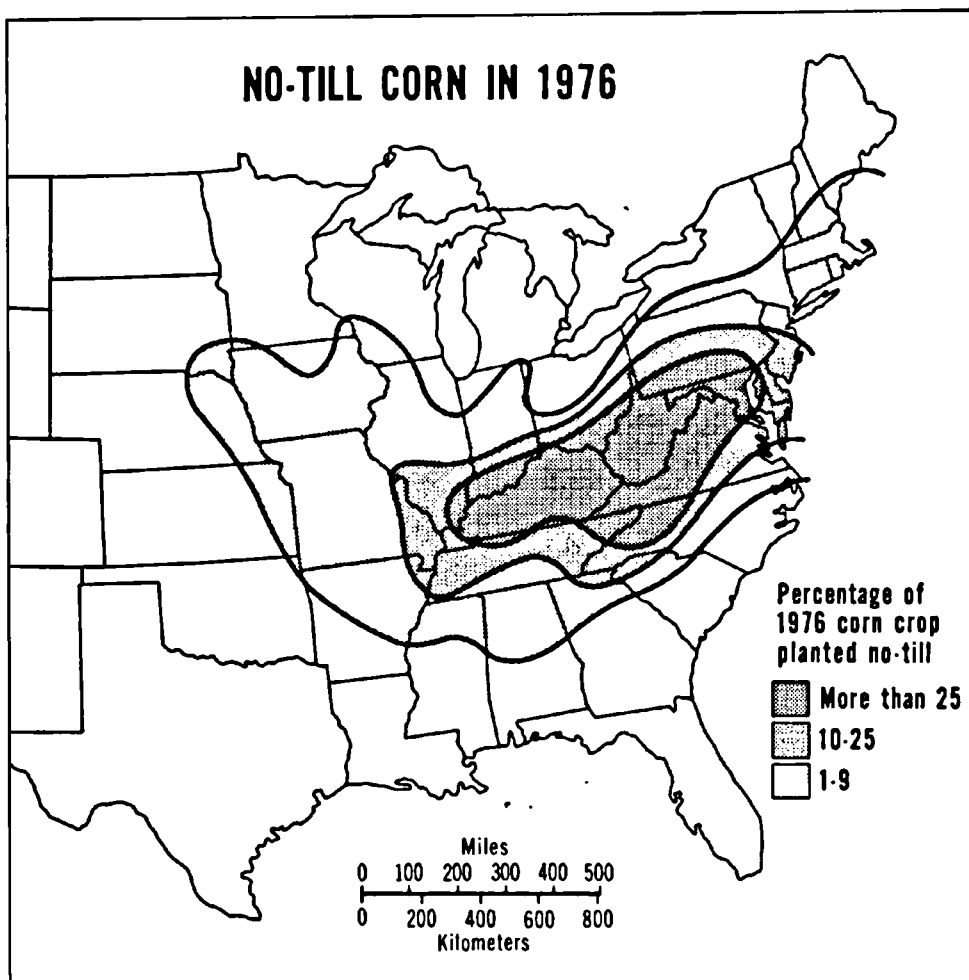 NO-TILL CORN IN 1976
Percentage of
1976 corn crop
planted no-till
More than 25
10-25
1-9
Miles
0 100 200 300 400 500
0 200 400 600 800
Kilometers